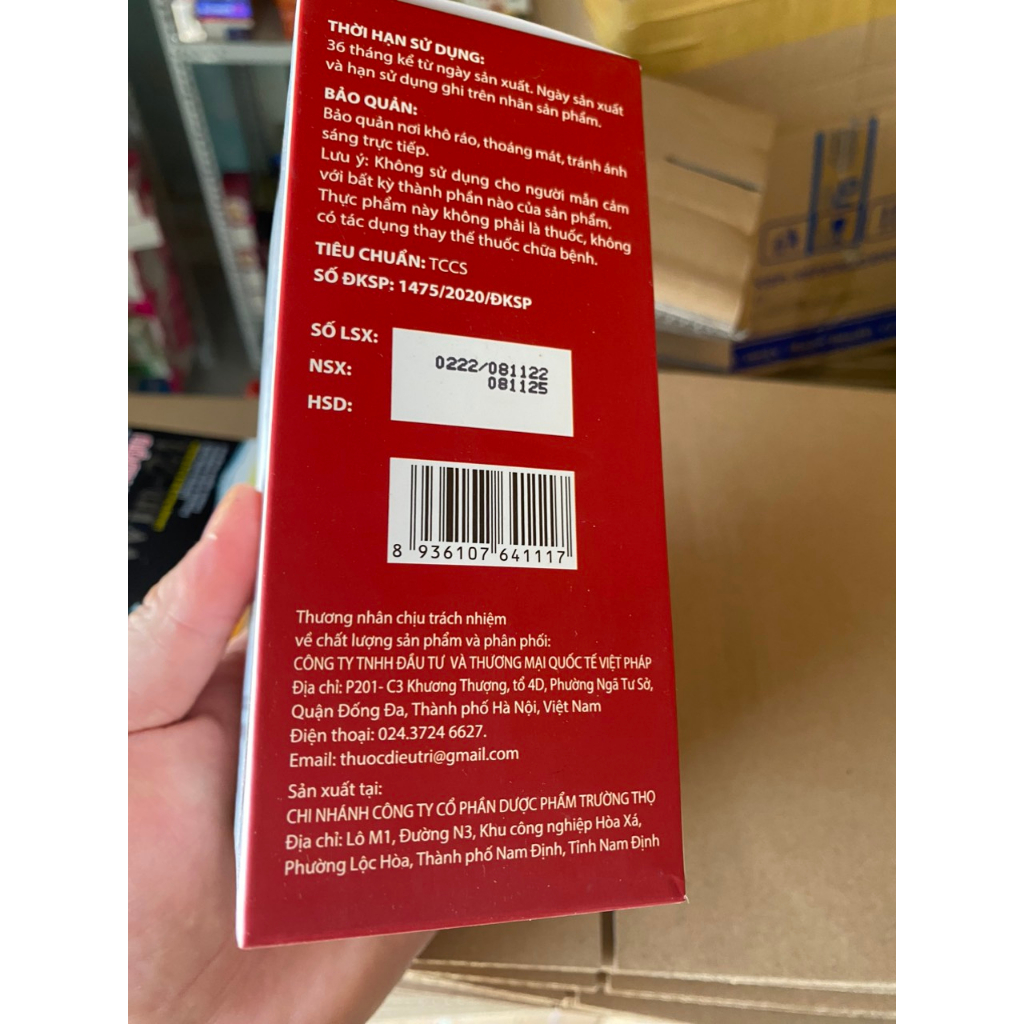 THỜI HẠN SỬ DỤNG:
36 tháng kể từ ngày sản xuất. Ngày sản xuất
và hạn sử dụng ghi trên nhãn sản phẩm.
BẢO QUẢN:
Bảo quản nơi khô ráo, thoáng mát, tránh ánh
sáng trực tiếp.
Lưu ý: Không sử dụng cho người mẫn cảm
với bất kỳ thành phần nào của sản phẩm.
Thực phẩm này không phải là thuốc, không
có tác dụng thay thế thuốc chữa bệnh.
TIÊU CHUẨN: TCCS
SỐ ĐKSP: 1475/2020/ĐKSP
SỐ LSX:
NSX:
HSD:
0222/081122
081125
8 936107 641117
Thương nhân chịu trách nhiệm
về chất lượng sản phẩm và phân phối:
CÔNG TY TNHH ĐẦU TƯ VÀ THƯƠNG MẠI QUỐC TẾ VIỆT PHÁP
Địa chỉ: P201- C3 Khương Thượng, tổ 4D, Phường Ngã Tư Sở,
Quận Đống Đa, Thành phố Hà Nội, Việt Nam
Điện thoại: 024.3724 6627.
Email: thuocdieutri@gmail.com
Sản xuất tại:
CHI NHÁNH CÔNG TY CỔ PHẦN DƯỢC PHẨM TRƯỜNG THỌ
Địa chỉ: Lô M1, Đường N3, Khu công nghiệp Hòa Xá,
Phường Lộc Hòa, Thành phố Nam Định, Tỉnh Nam Định